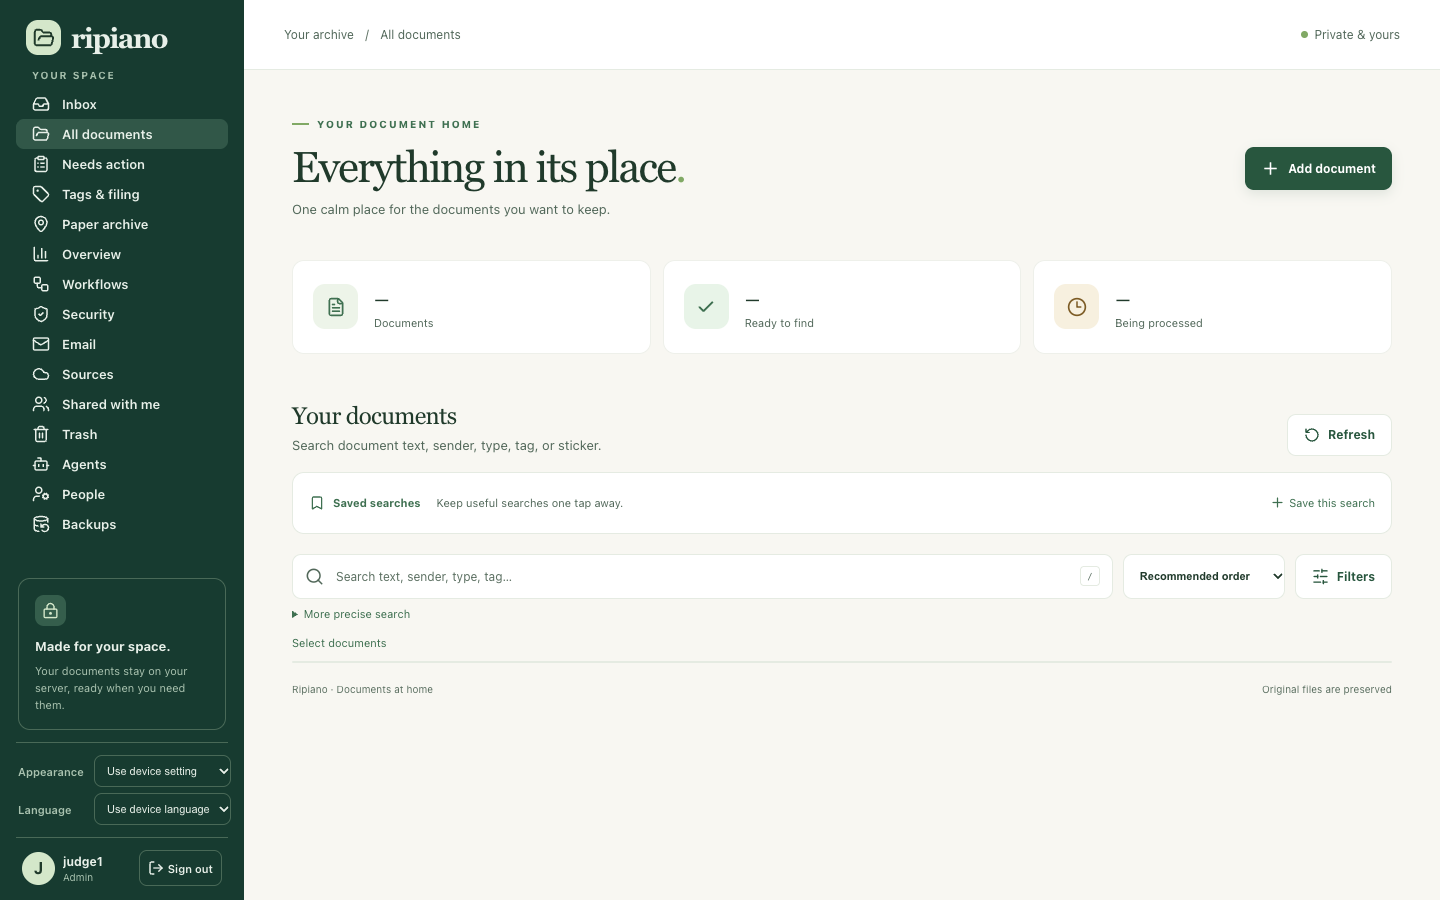 ripiano
YOUR SPACE
Inbox
All documents
Needs action
Tags & filing
Paper archive
Overview
Workflows
Security
Email
Sources
Shared with me
Trash
Agents
People
Backups
Made for your space.
Your documents stay on your
server, ready when you need
them.
Appearance
Use device setting
Language
Use device language
J
judge1
Admin
Sign out
Your archive / All documents
Private & yours
YOUR DOCUMENT HOME
Everything in its place.
One calm place for the documents you want to keep.
Add document
—
Documents
—
Ready to find
—
Being processed
Your documents
Search document text, sender, type, tag, or sticker.
Refresh
Saved searches Keep useful searches one tap away.
Save this search
Search text, sender, type, tag...
/
Recommended order
Filters
More precise search
Select documents
Ripiano · Documents at home
Original files are preserved